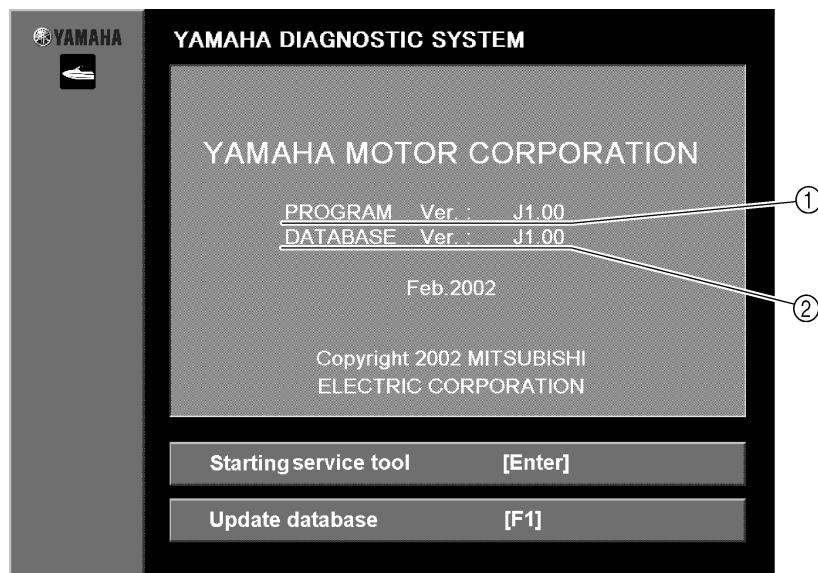 YAMAHA
YAMAHA DIAGNOSTIC SYSTEM
YAMAHA MOTOR CORPORATION
PROGRAM Ver. : J1.00
①
DATABASE Ver. : J1.00
②
Feb.2002
Copyright 2002 MITSUBISHI
ELECTRIC CORPORATION
Starting service tool [Enter]
Update database [F1]